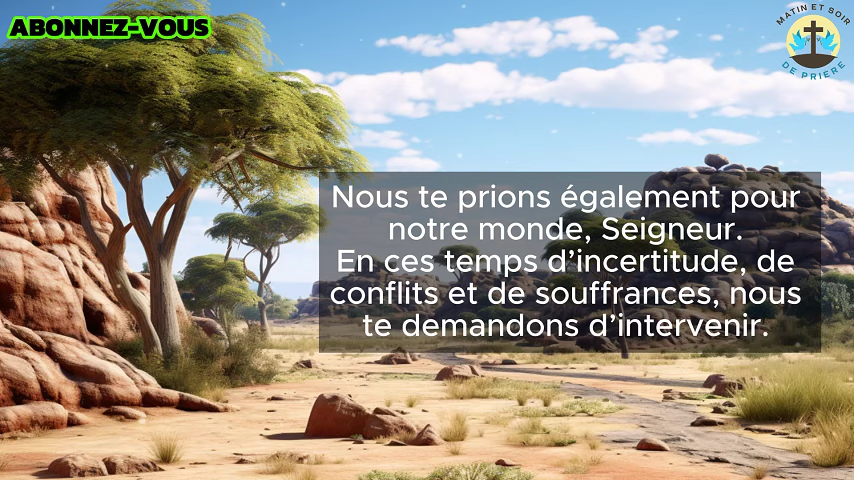 ABONNEZ-VOUS
MATIN ET SOIR
DE PRIÈRE
Nous te prions également pour
notre monde, Seigneur.
En ces temps d’incertitude, de
conflits et de souffrances, nous
te demandons d’intervenir.